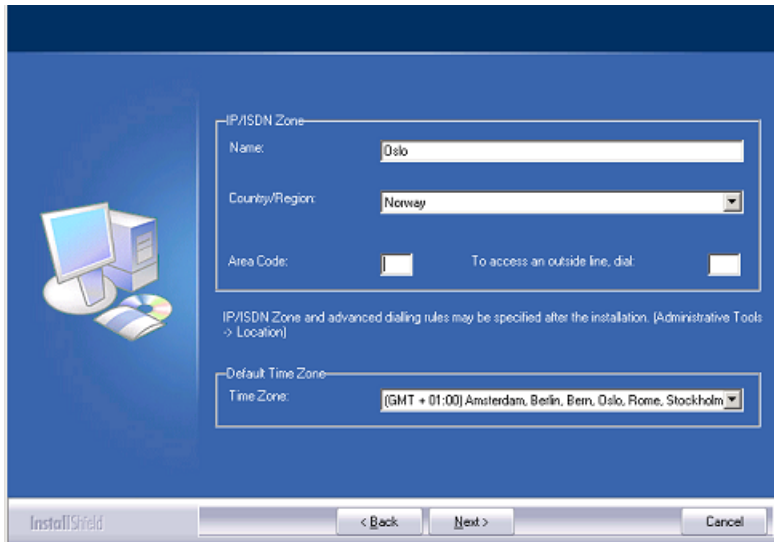 IP/ISDN Zone
Name:
Oslo
Country/Region:
Norway
Area Code:
To access an outside line, dial:
IP/ISDN Zone and advanced dialling rules may be specified after the installation. (Administrative Tools
-> Location)
Default Time Zone
Time Zone:
(GMT + 01:00) Amsterdam, Berlin, Bern, Oslo, Rome, Stockholm
InstallShield
< Back
Next >
Cancel